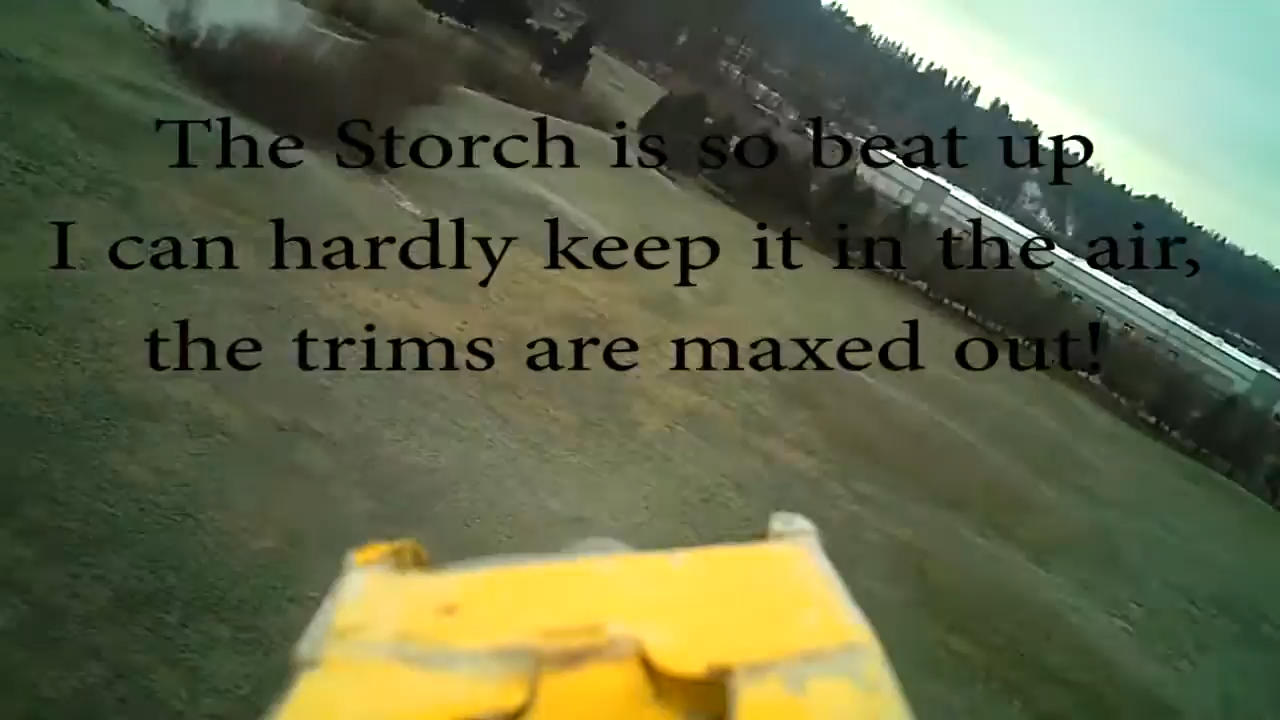 The Storch is so beat up
I can hardly keep it in the air,
the trims are maxed out!